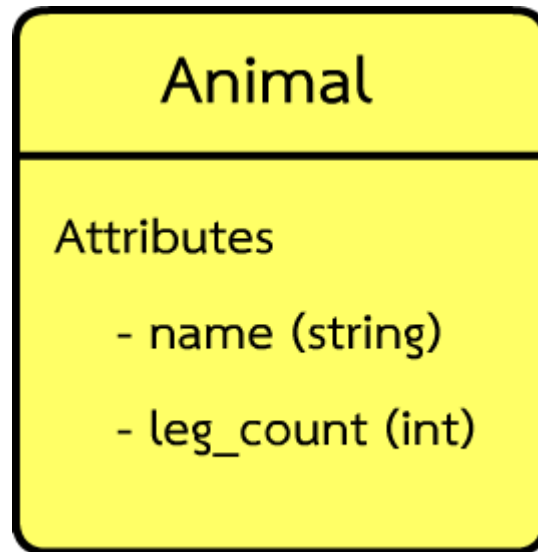 Animal
Attributes
- name (string)
- leg_count (int)